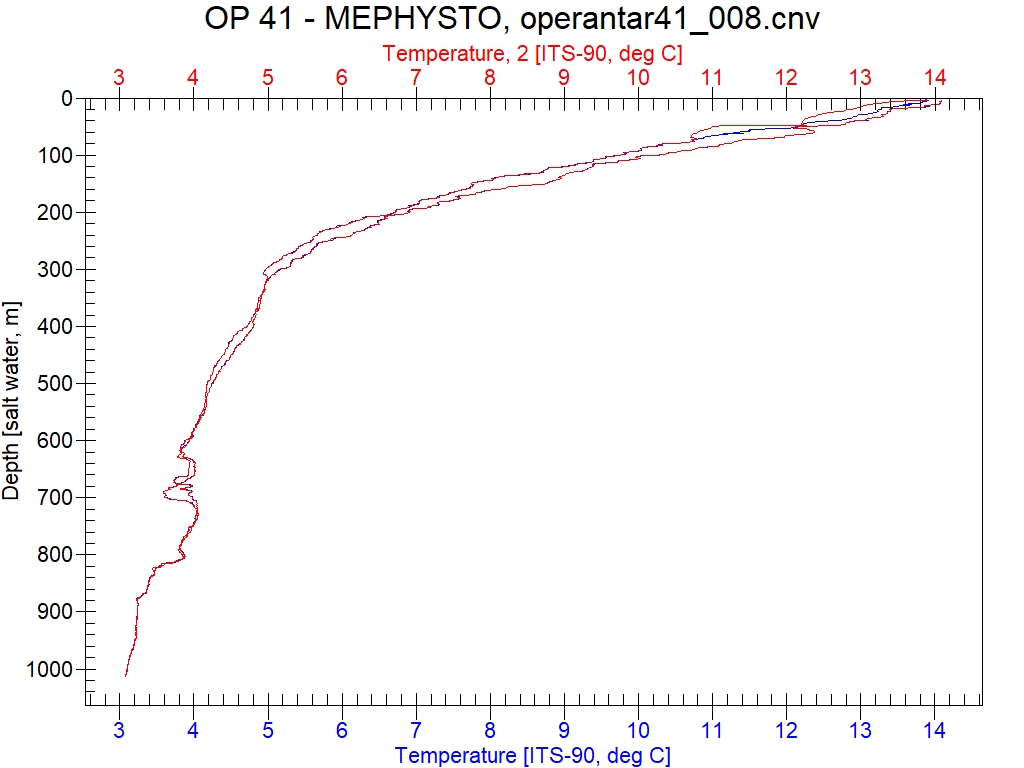 OP 41 - MEPHYSTO, operantar41_008.cnv
Temperature, 2 [ITS-90, deg C]
3 4 5 6 7 8 9 10 11 12 13 14
0
100
200
300
400
500
600
700
800
900
1000
Depth [salt water, m]
3 4 5 6 7 8 9 10 11 12 13 14
Temperature [ITS-90, deg C]